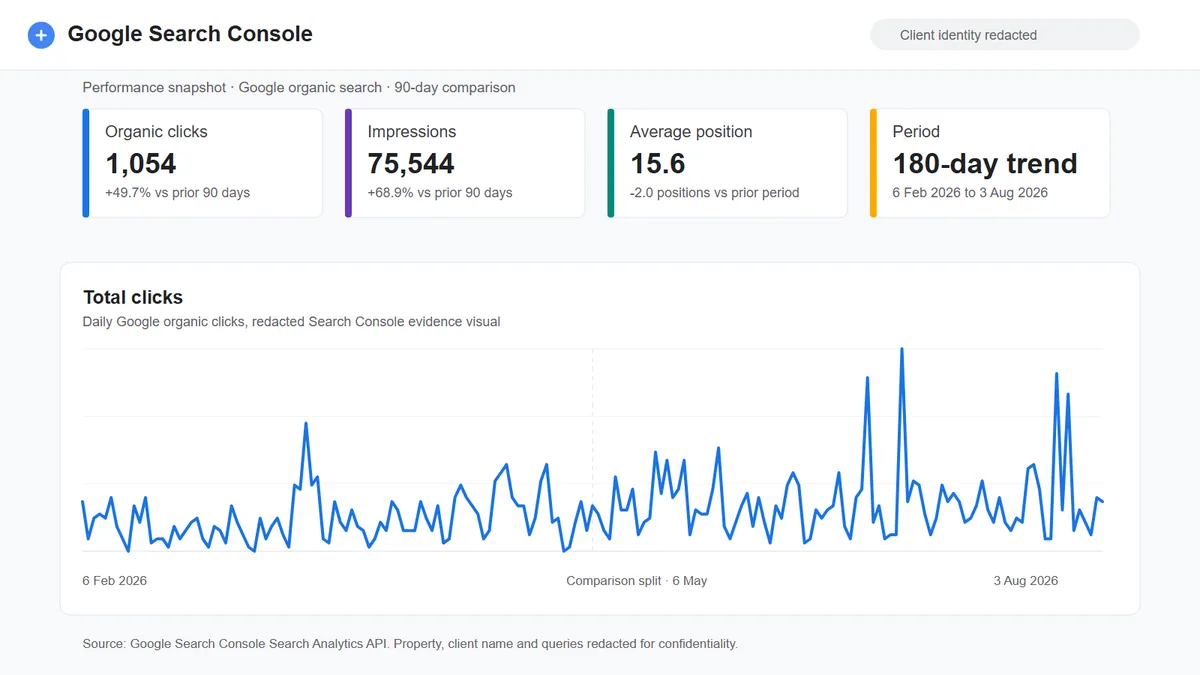 Google Search Console
Client identity redacted
Performance snapshot · Google organic search · 90-day comparison
Organic clicks
1,054
+49.7% vs prior 90 days
Impressions
75,544
+68.9% vs prior 90 days
Average position
15.6
-2.0 positions vs prior period
Period
180-day trend
6 Feb 2026 to 3 Aug 2026
Total clicks
Daily Google organic clicks, redacted Search Console evidence visual
6 Feb 2026
Comparison split · 6 May
3 Aug 2026
Source: Google Search Console Search Analytics API. Property, client name and queries redacted for confidentiality.